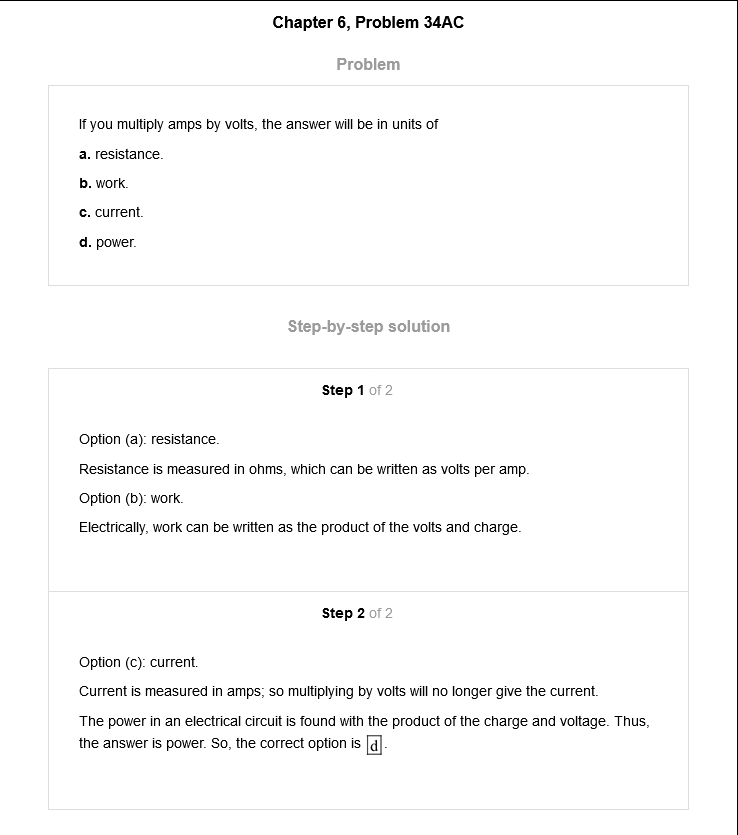 Chapter 6, Problem 34AC
Problem
If you multiply amps by volts, the answer will be in units of
a. resistance.
b. work.
c. current.
d. power.
Step-by-step solution
Step 1 of 2
Option (a): resistance.
Resistance is measured in ohms, which can be written as volts per amp.
Option (b): work.
Electrically, work can be written as the product of the volts and charge.
Step 2 of 2
Option (c): current.
Current is measured in amps; so multiplying by volts will no longer give the current.
The power in an electrical circuit is found with the product of the charge and voltage. Thus,
the answer is power. So, the correct option is d.